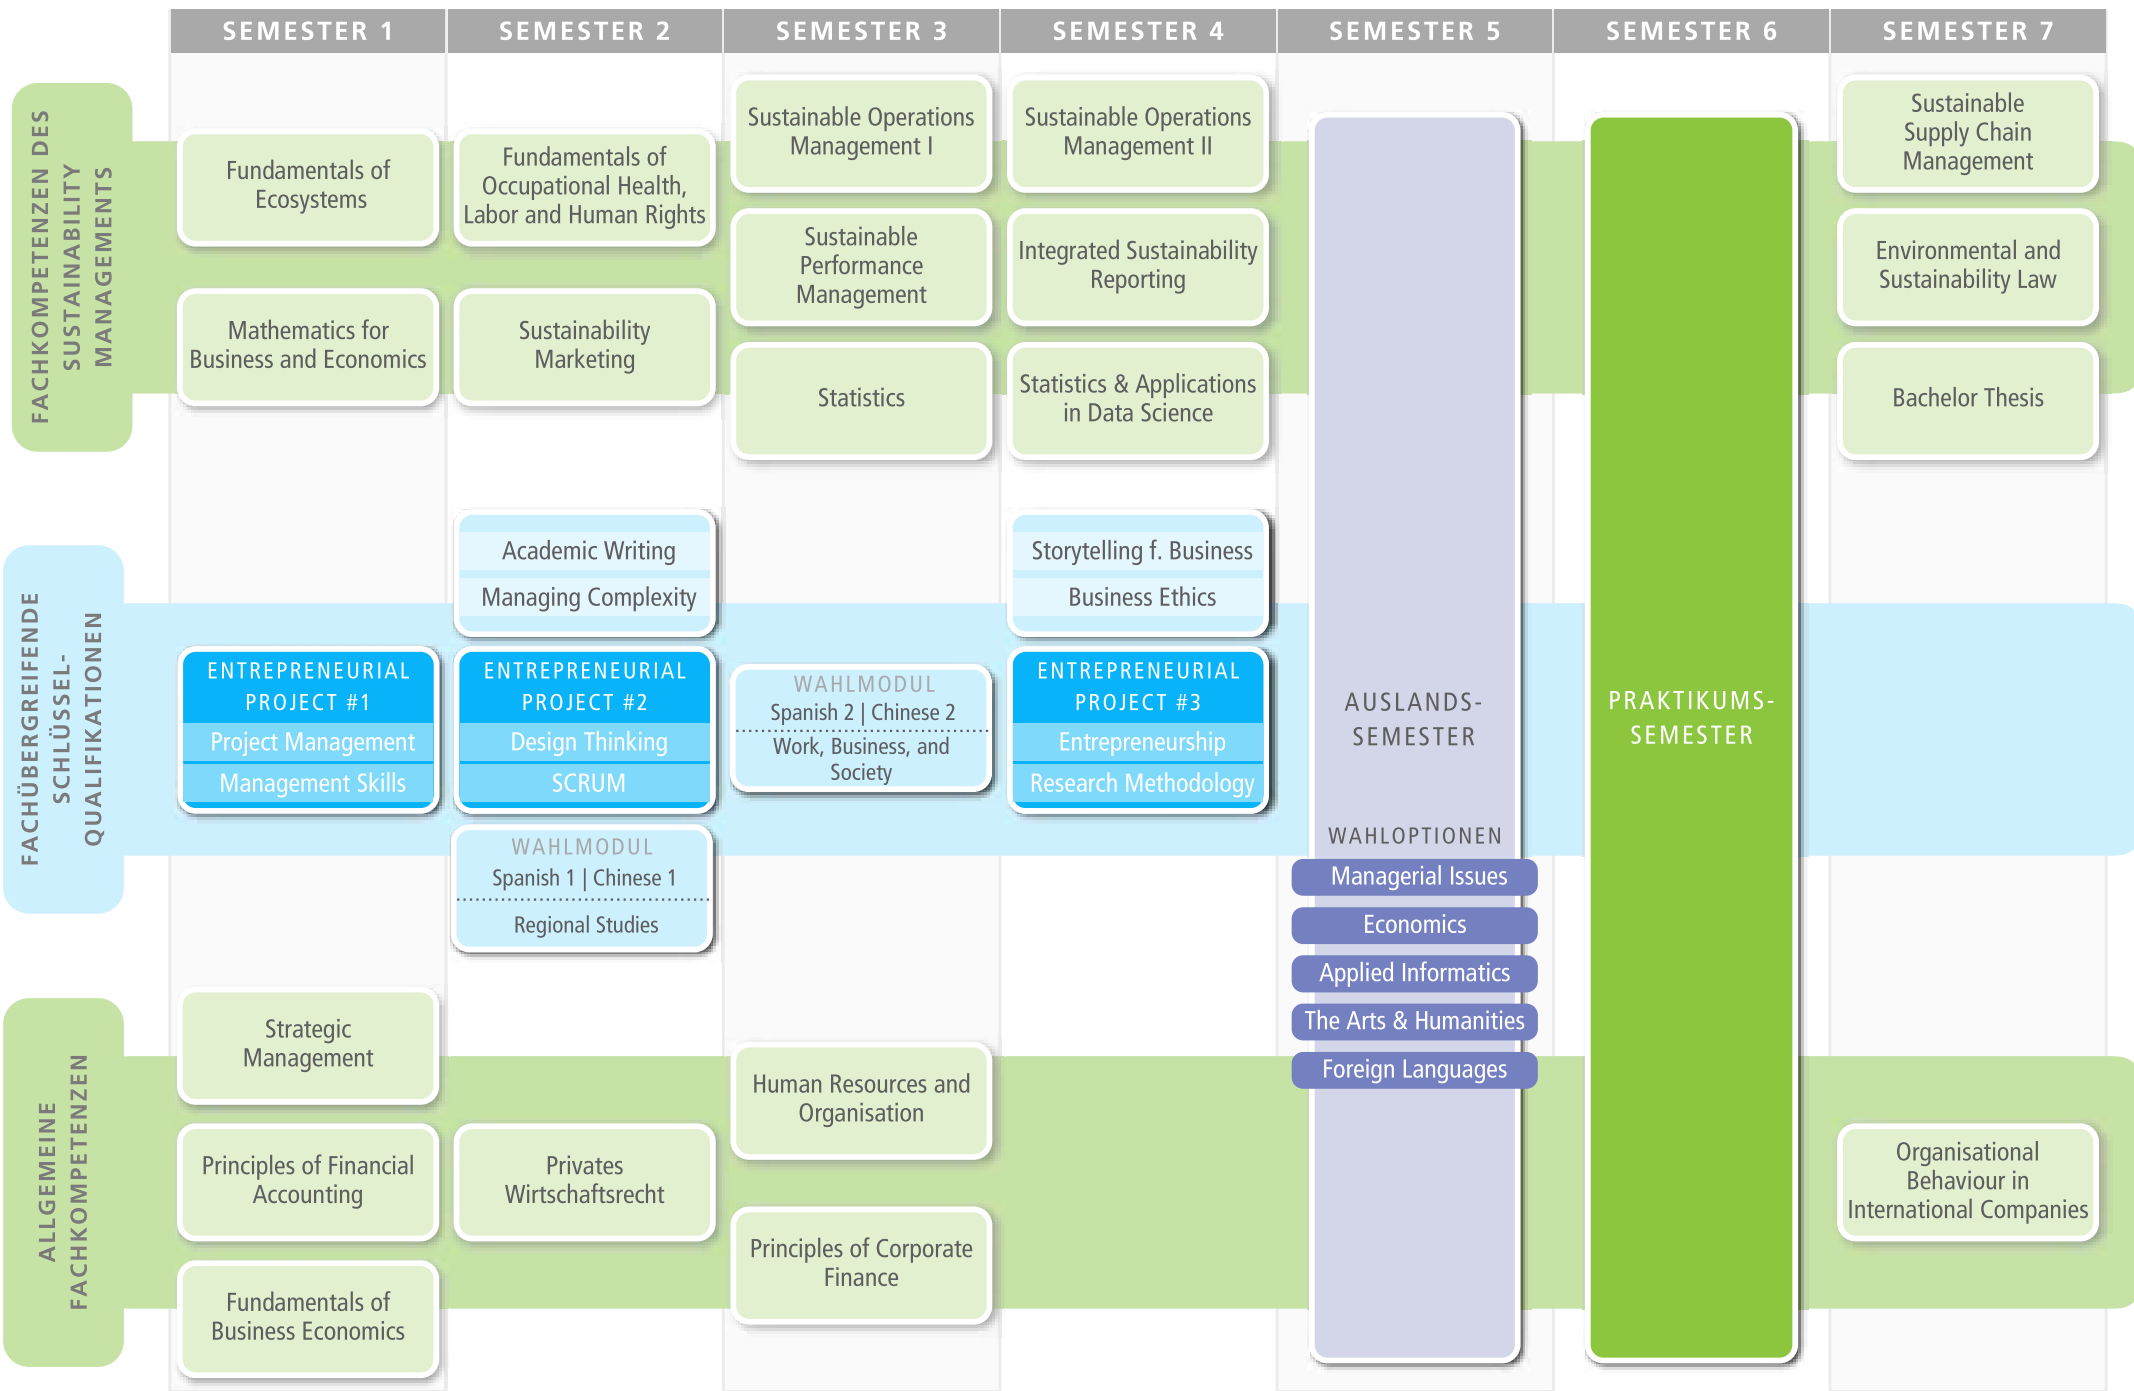 SEMESTER 1
SEMESTER 2
SEMESTER 3
SEMESTER 4
SEMESTER 5
SEMESTER 6
SEMESTER 7
FACHKOMPETENZEN DES
SUSTAINABILITY
MANAGEMENTS
Fundamentals of
Ecosystems
Mathematics for
Business and Economics
Fundamentals of
Occupational Health,
Labor and Human Rights
Sustainability
Marketing
Sustainable Operations
Management I
Sustainable
Performance
Management
Statistics
Sustainable Operations
Management II
Integrated Sustainability
Reporting
Statistics & Applications
in Data Science
Sustainable
Supply Chain
Management
Environmental and
Sustainability Law
Bachelor Thesis
FACHÜBERGREIFENDE
SCHLÜSSEL-
QUALIFIKATIONEN
ENTREPRENEURIAL
PROJECT #1
Project Management
Management Skills
Academic Writing
Managing Complexity
ENTREPRENEURIAL
PROJECT #2
Design Thinking
SCRUM
WAHLMODUL
Spanish 1 | Chinese 1
Regional Studies
WAHLMODUL
Spanish 2 | Chinese 2
Work, Business, and
Society
Storytelling f. Business
Business Ethics
ENTREPRENEURIAL
PROJECT #3
Entrepreneurship
Research Methodology
AUSLANDS-
SEMESTER
WAHLOPTIONEN
Managerial Issues
Economics
Applied Informatics
The Arts & Humanities
Foreign Languages
PRAKTIKUMS-
SEMESTER
ALLGEMEINE
FACHKOMPETENZEN
Strategic
Management
Principles of Financial
Accounting
Fundamentals of
Business Economics
Privates
Wirtschaftsrecht
Human Resources and
Organisation
Principles of Corporate
Finance
Organisational
Behaviour in
International Companies